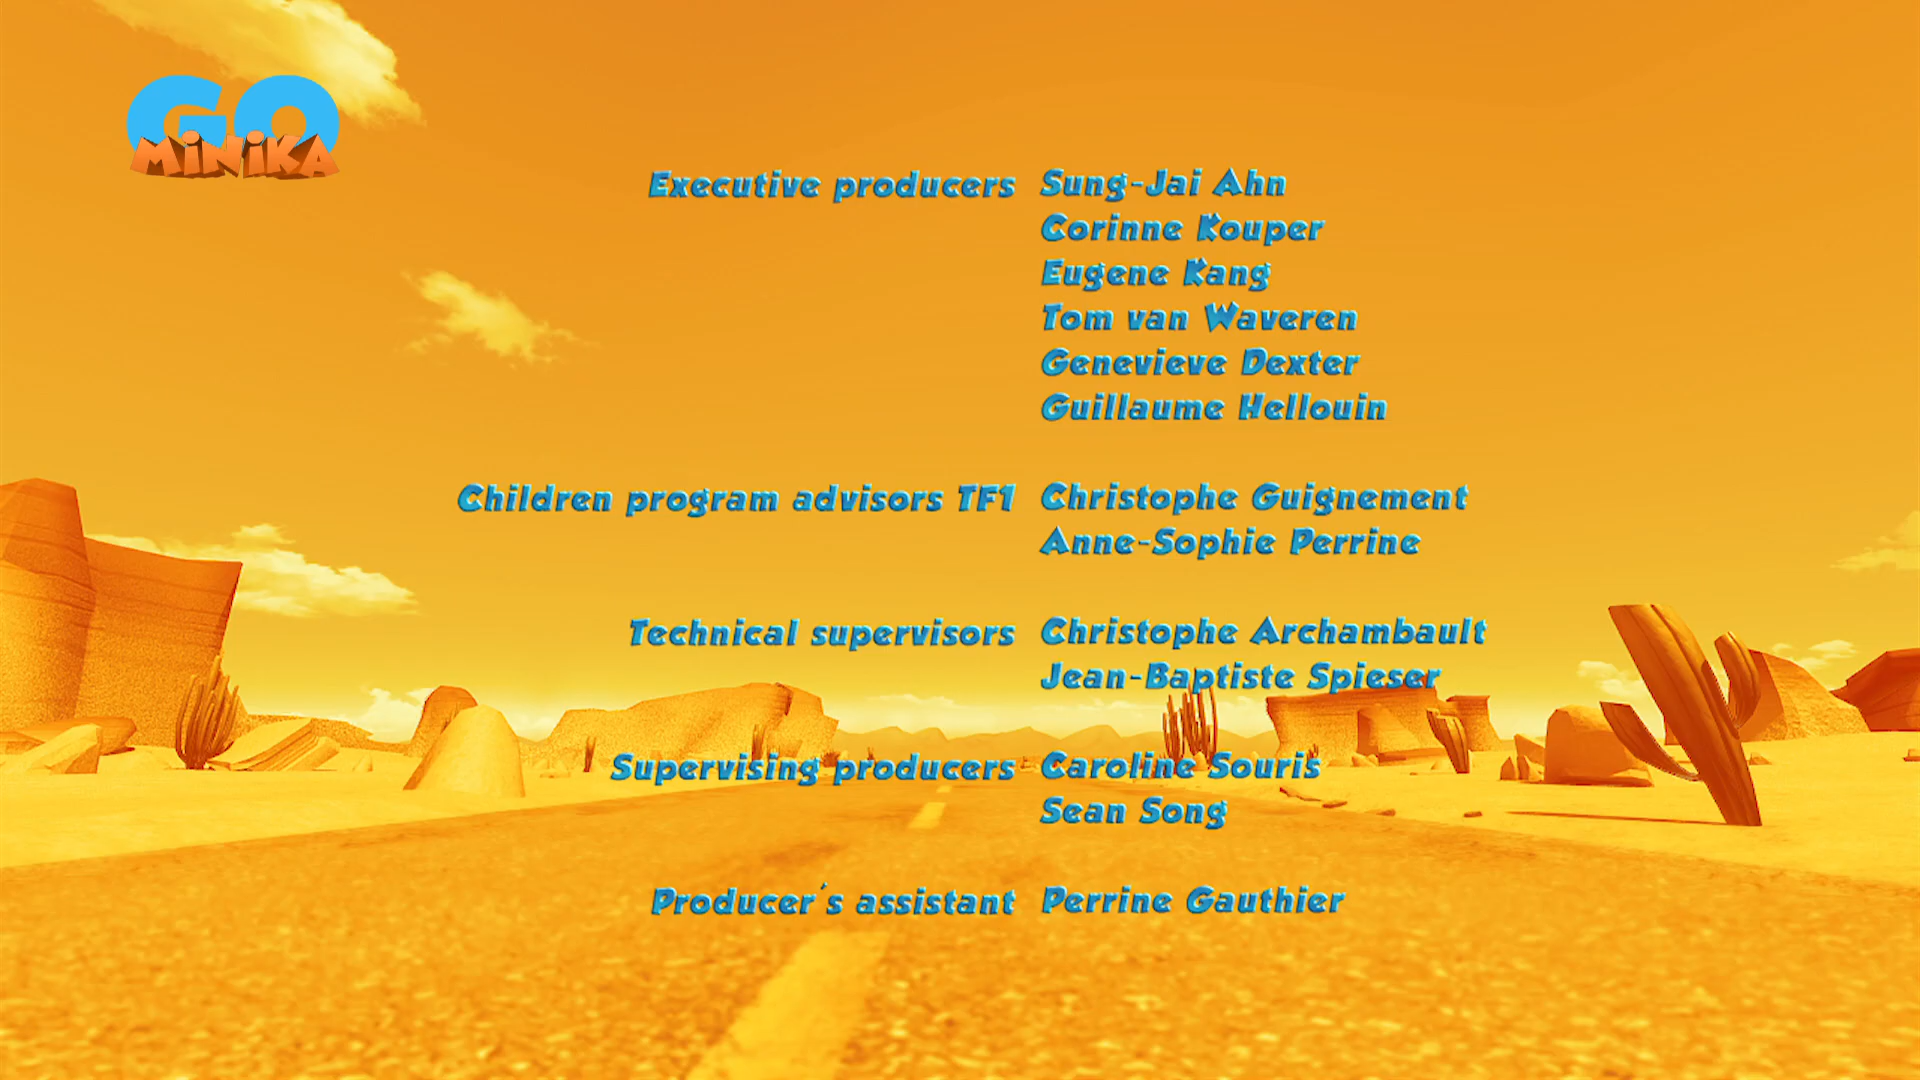 GO
MiNiKA
Executive producers Sung-Jai Ahn
Corinne Kouper
Eugene Kang
Tom van Waveren
Genevieve Dexter
Guillaume Hellouin
Children program advisors TF1 Christophe Guignement
Anne-Sophie Perrine
Technical supervisors Christophe Archambault
Jean-Baptiste Spieser
Supervising producers Caroline Souris
Sean Song
Producer's assistant Perrine Gauthier